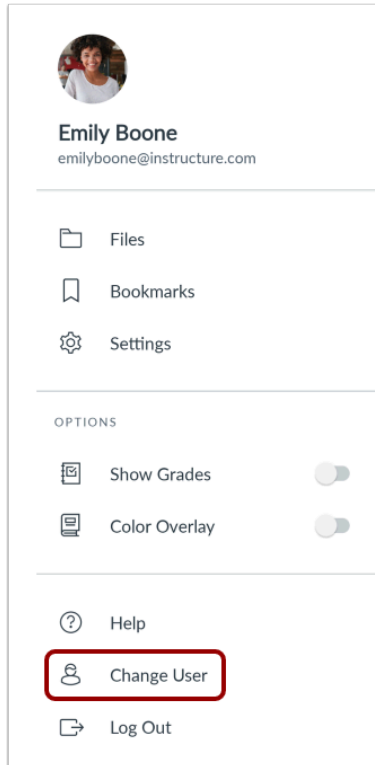 Emily Boone
emilyboone@instructure.com
Files
Bookmarks
Settings
OPTIONS
Show Grades
Color Overlay
Help
Change User
Log Out